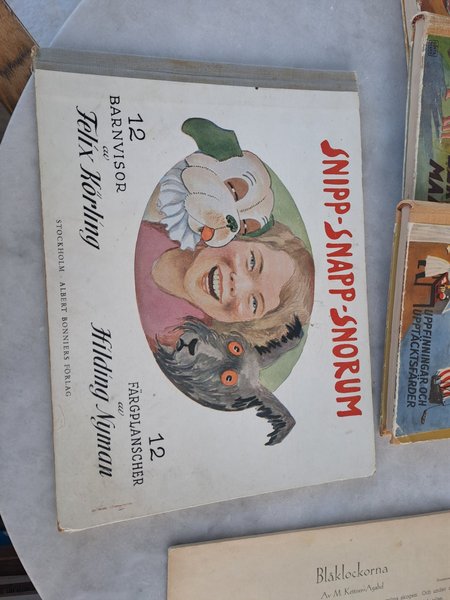 SNIPP-SNAPP-SNORUM
12
BARNVISOR
av
Felix Körling
12
FÄRGPLANSCHER
av
Hilding Nyman
STOCKHOLM · ALBERT BONNIERS FÖRLAG
UPPFINNINGAR OCH
UPPTÄCKTSFÄRDER
Blåklockorna